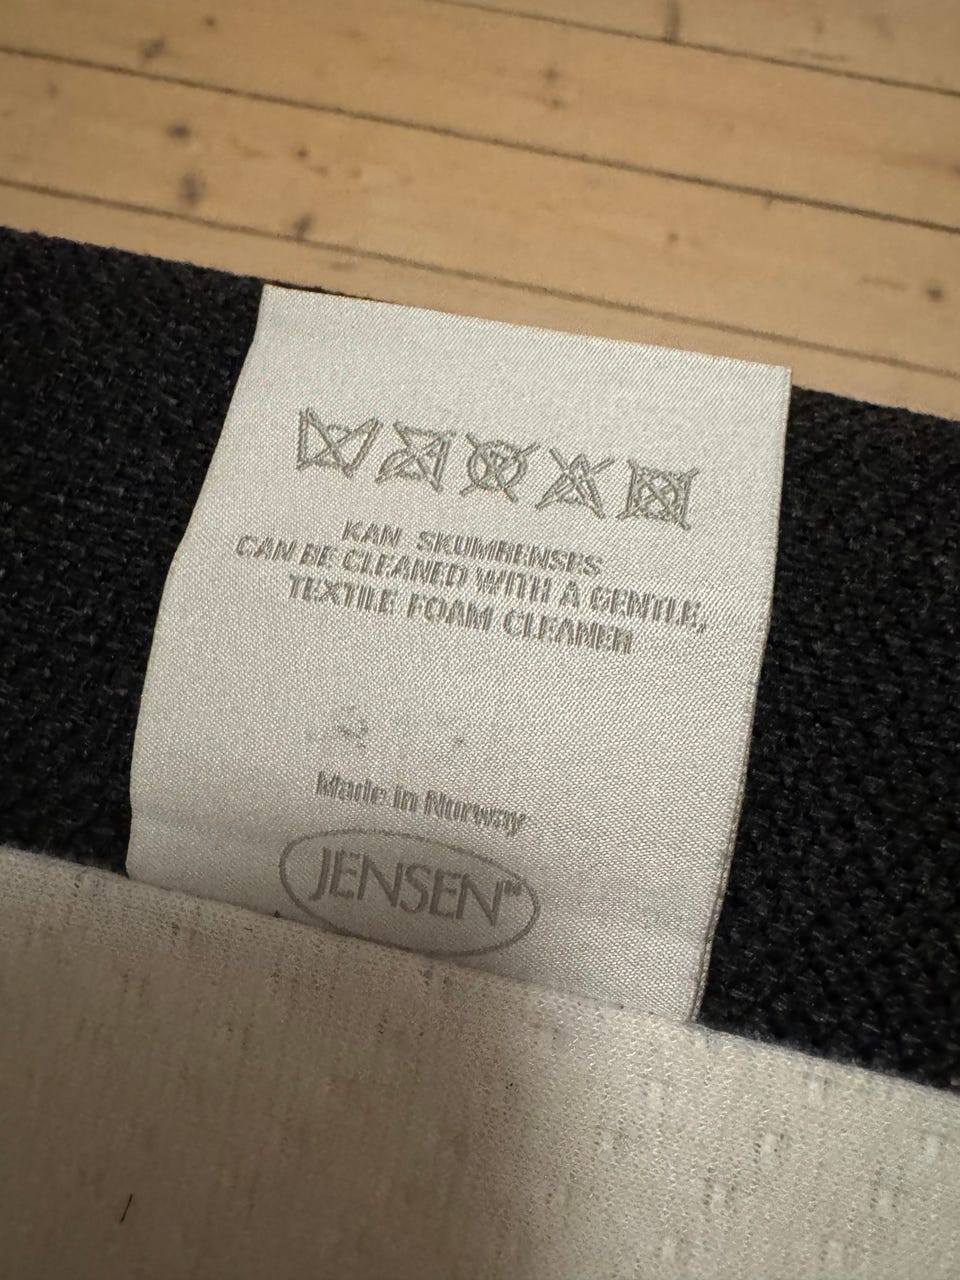 KAN SKUMRENSES
CAN BE CLEANED WITH A GENTLE,
TEXTILE FOAM CLEANER
Made in Norway
JENSEN